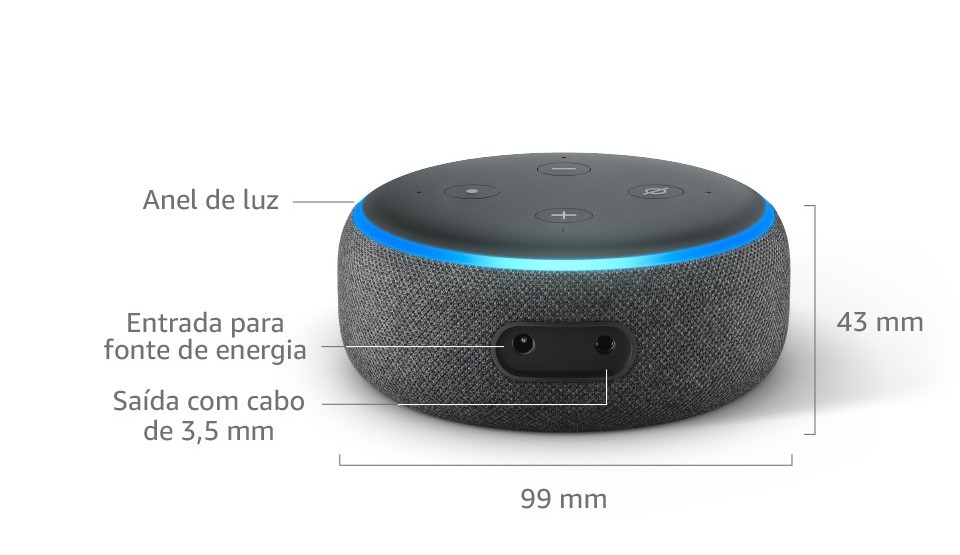 Anel de luz
Entrada para
fonte de energia
Saída com cabo
de 3,5 mm
43 mm
99 mm